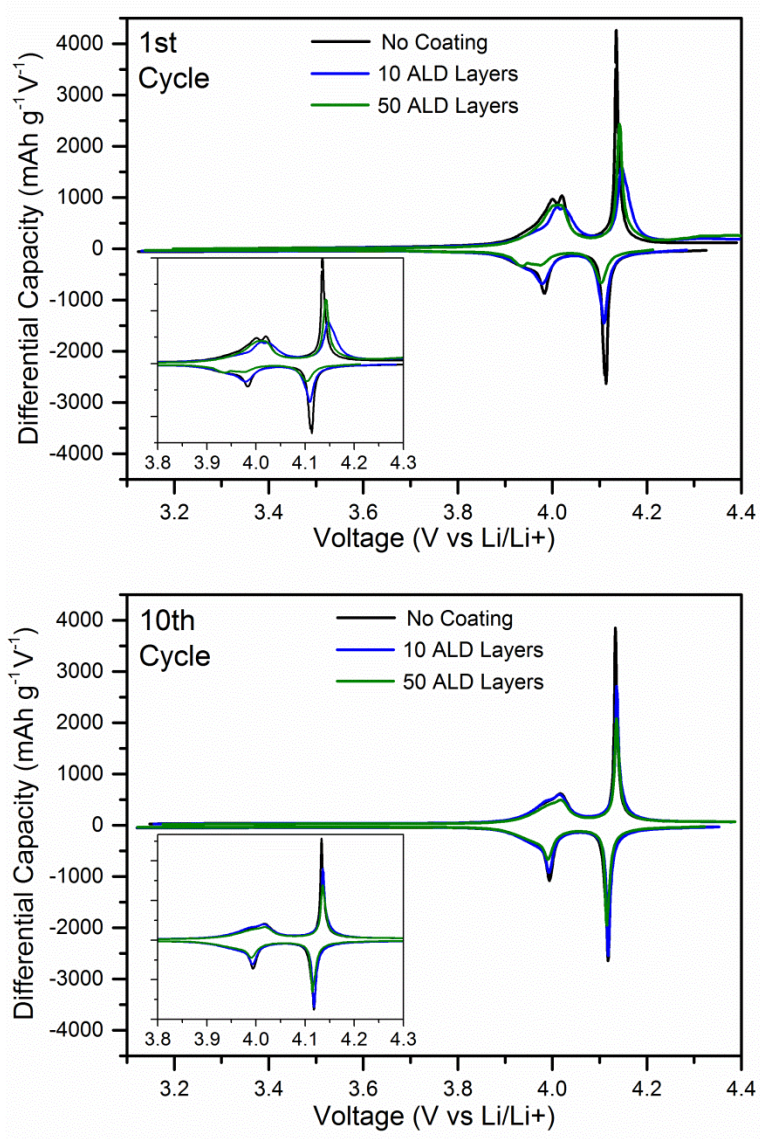 1st
Cycle
No Coating
10 ALD Layers
50 ALD Layers
Differential Capacity (mAh g⁻¹V⁻¹)
4000
3000
2000
1000
0
-1000
-2000
-3000
-4000
3.8 3.9 4.0 4.1 4.2 4.3
3.2 3.4 3.6 3.8 4.0 4.2 4.4
Voltage (V vs Li/Li+)
10th
Cycle
No Coating
10 ALD Layers
50 ALD Layers
Differential Capacity (mAh g⁻¹V⁻¹)
4000
3000
2000
1000
0
-1000
-2000
-3000
-4000
3.8 3.9 4.0 4.1 4.2 4.3
3.2 3.4 3.6 3.8 4.0 4.2 4.4
Voltage (V vs Li/Li+)